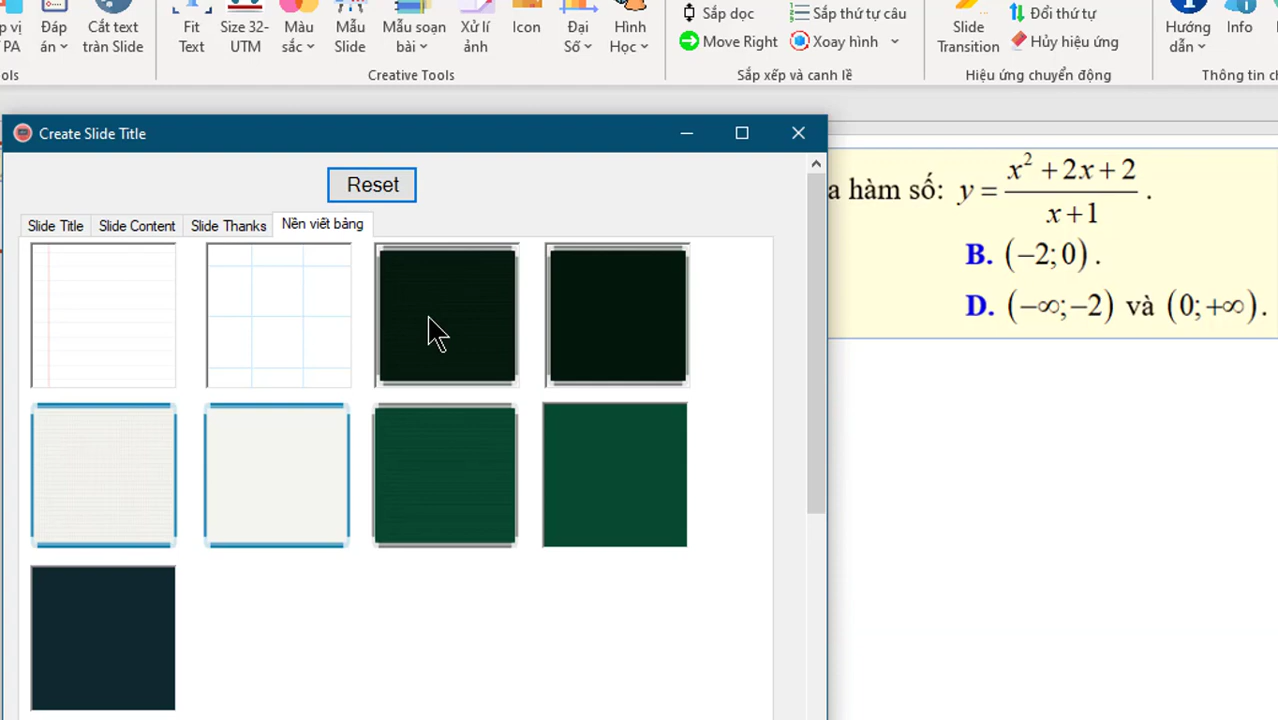 p vị Đáp Cắt text Fit Size 32- Màu Mẫu Mẫu soạn Xử lí Icon Đại Hình Sắp dọc Sắp thứ tự câu Slide Đổi thứ tự Hướng Info
PA án tràn Slide Text UTM sắc Slide bài ảnh Số Học Move Right Xoay hình Transition Hủy hiệu ứng dẫn
ols Creative Tools Sắp xếp và canh lề Hiệu ứng chuyển động Thông tin
Create Slide Title
Reset
Slide Title Slide Content Slide Thanks Nền viết bảng
a hàm số: y = \frac{x^2+2x+2}{x+1} .
B. (−2;0) .
D. (−∞;−2) và (0;+∞).